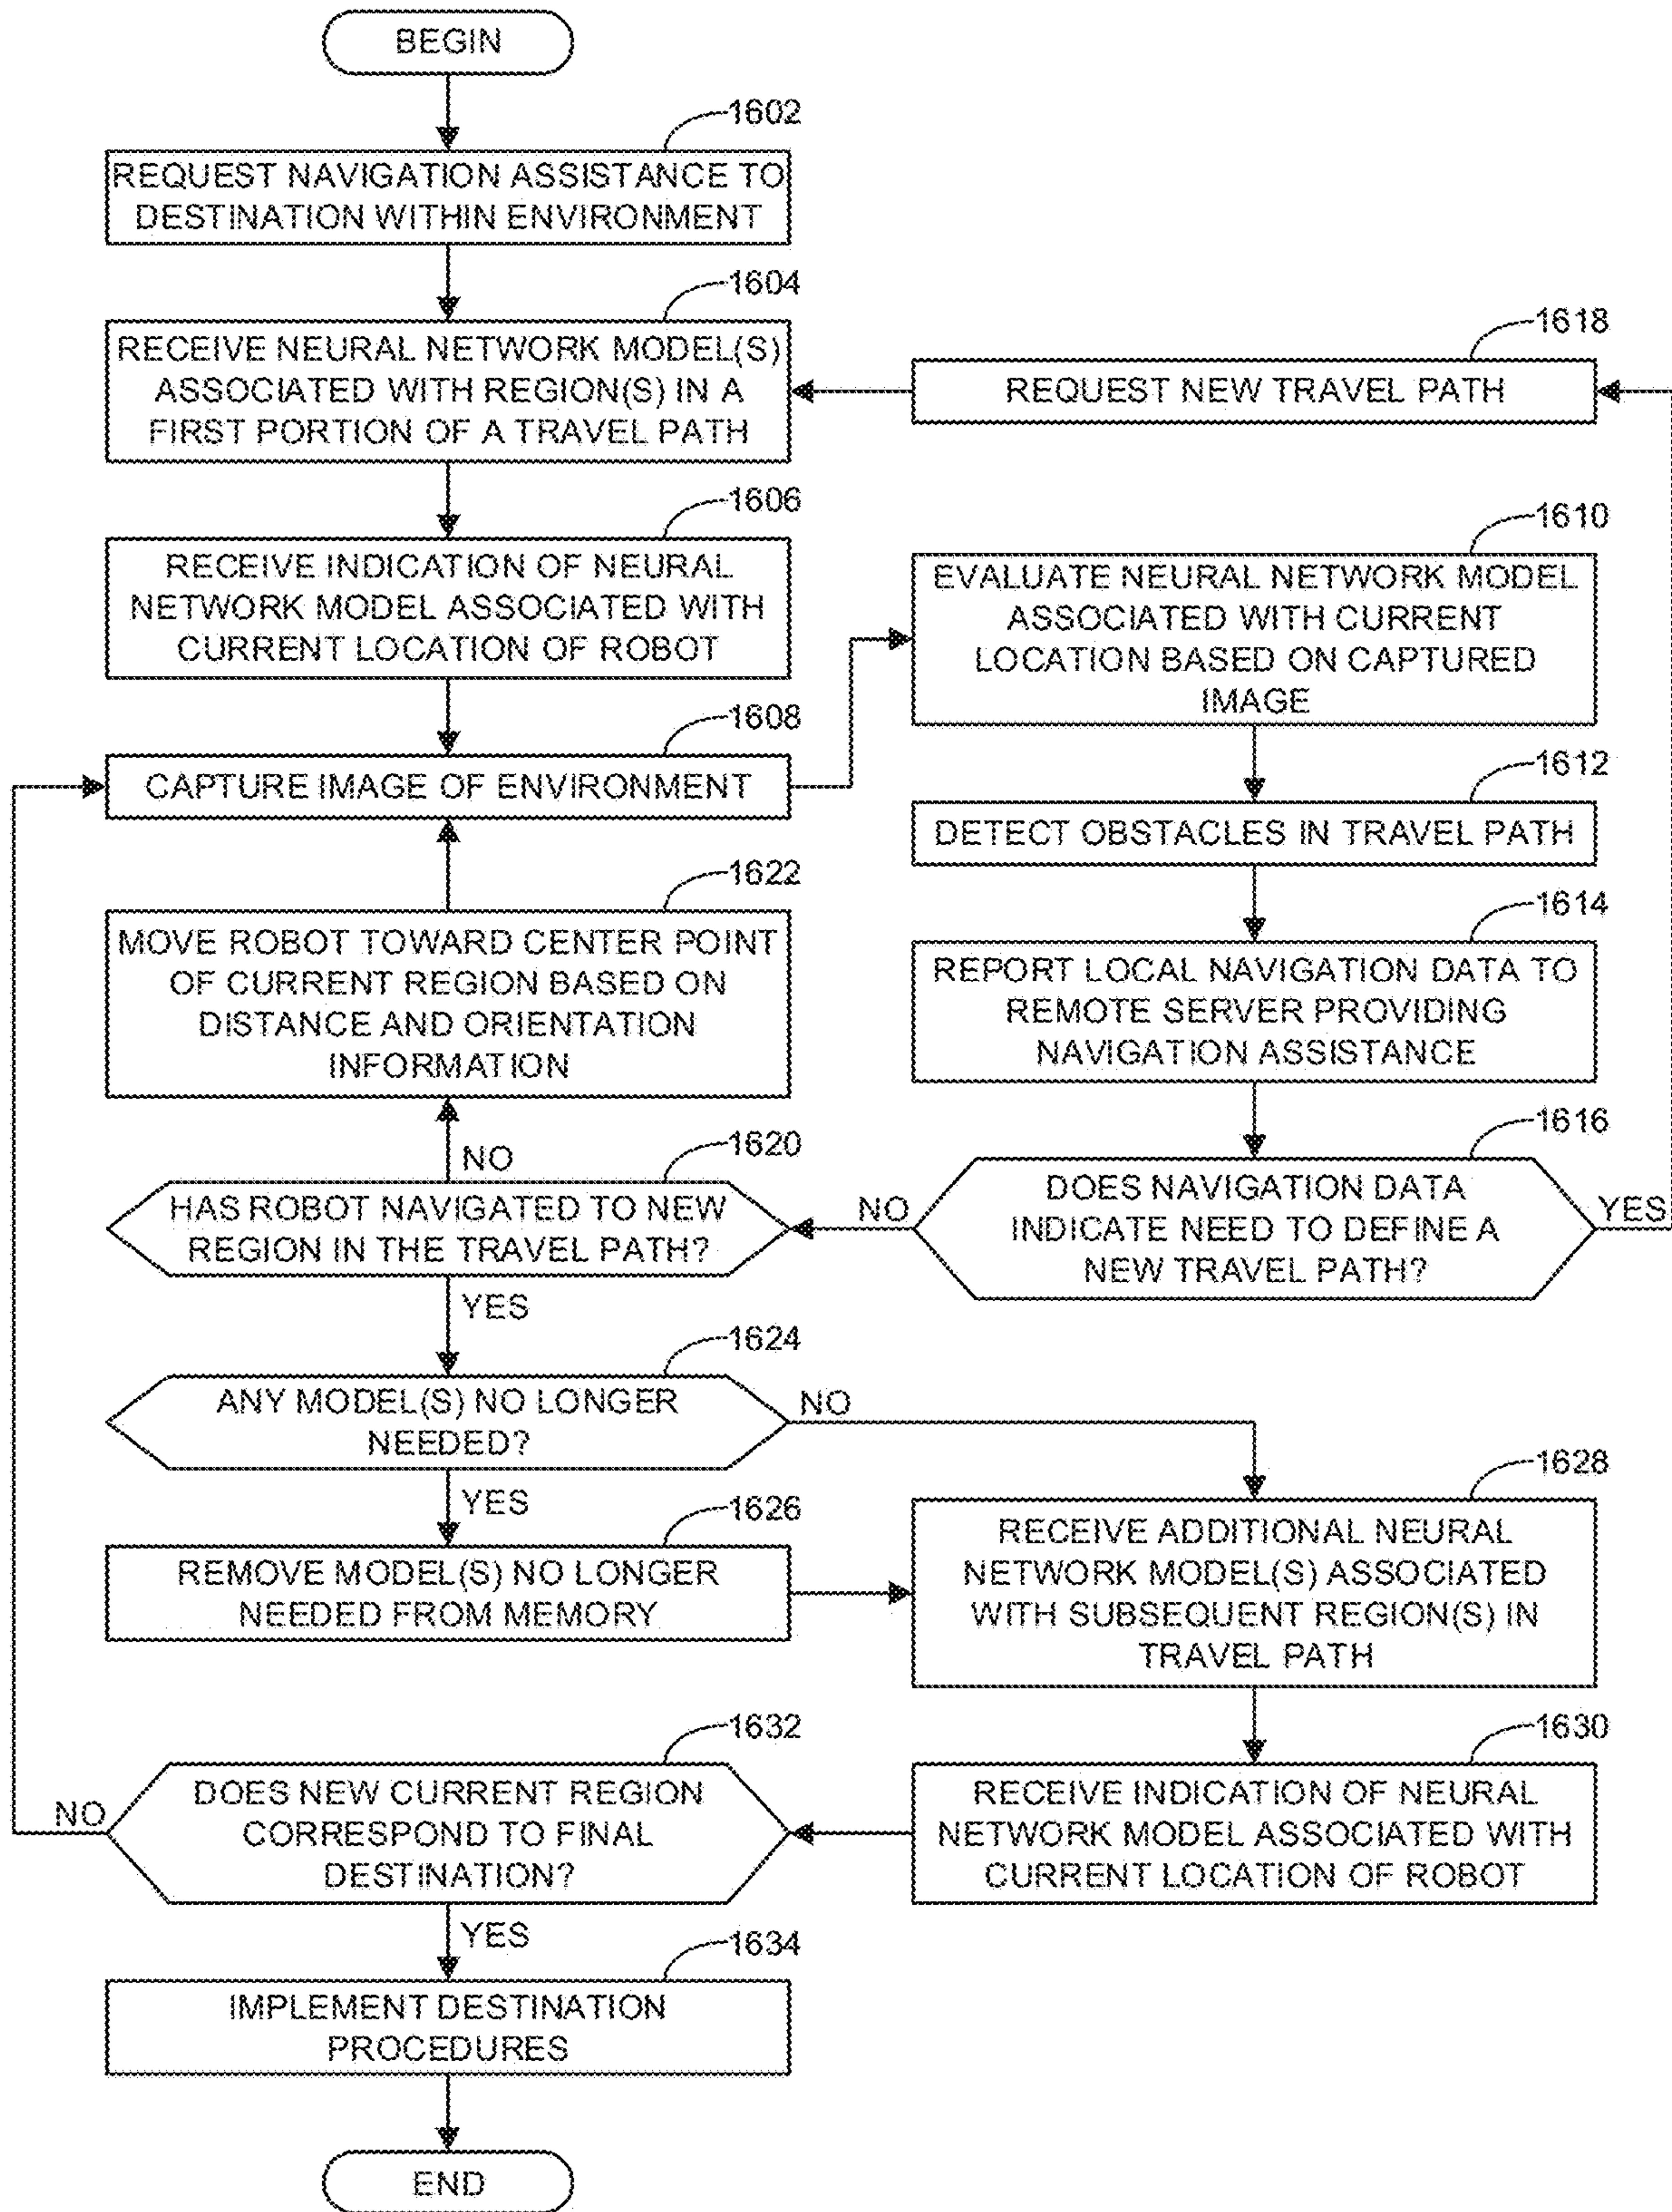 BEGIN
1602
REQUEST NAVIGATION ASSISTANCE TO
DESTINATION WITHIN ENVIRONMENT
1604
RECEIVE NEURAL NETWORK MODEL(S)
ASSOCIATED WITH REGION(S) IN A
FIRST PORTION OF A TRAVEL PATH
1618
REQUEST NEW TRAVEL PATH
1606
RECEIVE INDICATION OF NEURAL
NETWORK MODEL ASSOCIATED WITH
CURRENT LOCATION OF ROBOT
1608
CAPTURE IMAGE OF ENVIRONMENT
1610
EVALUATE NEURAL NETWORK MODEL
ASSOCIATED WITH CURRENT
LOCATION BASED ON CAPTURED
IMAGE
1612
DETECT OBSTACLES IN TRAVEL PATH
1614
REPORT LOCAL NAVIGATION DATA TO
REMOTE SERVER PROVIDING
NAVIGATION ASSISTANCE
1616
DOES NAVIGATION DATA
INDICATE NEED TO DEFINE A
NEW TRAVEL PATH?
YES
NO
1622
MOVE ROBOT TOWARD CENTER POINT
OF CURRENT REGION BASED ON
DISTANCE AND ORIENTATION
INFORMATION
NO
1620
HAS ROBOT NAVIGATED TO NEW
REGION IN THE TRAVEL PATH?
YES
1624
ANY MODEL(S) NO LONGER
NEEDED?
NO
YES
1626
REMOVE MODEL(S) NO LONGER
NEEDED FROM MEMORY
1628
RECEIVE ADDITIONAL NEURAL
NETWORK MODEL(S) ASSOCIATED
WITH SUBSEQUENT REGION(S) IN
TRAVEL PATH
1630
RECEIVE INDICATION OF NEURAL
NETWORK MODEL ASSOCIATED WITH
CURRENT LOCATION OF ROBOT
1632
DOES NEW CURRENT REGION
CORRESPOND TO FINAL
DESTINATION?
NO
YES
1634
IMPLEMENT DESTINATION
PROCEDURES
END